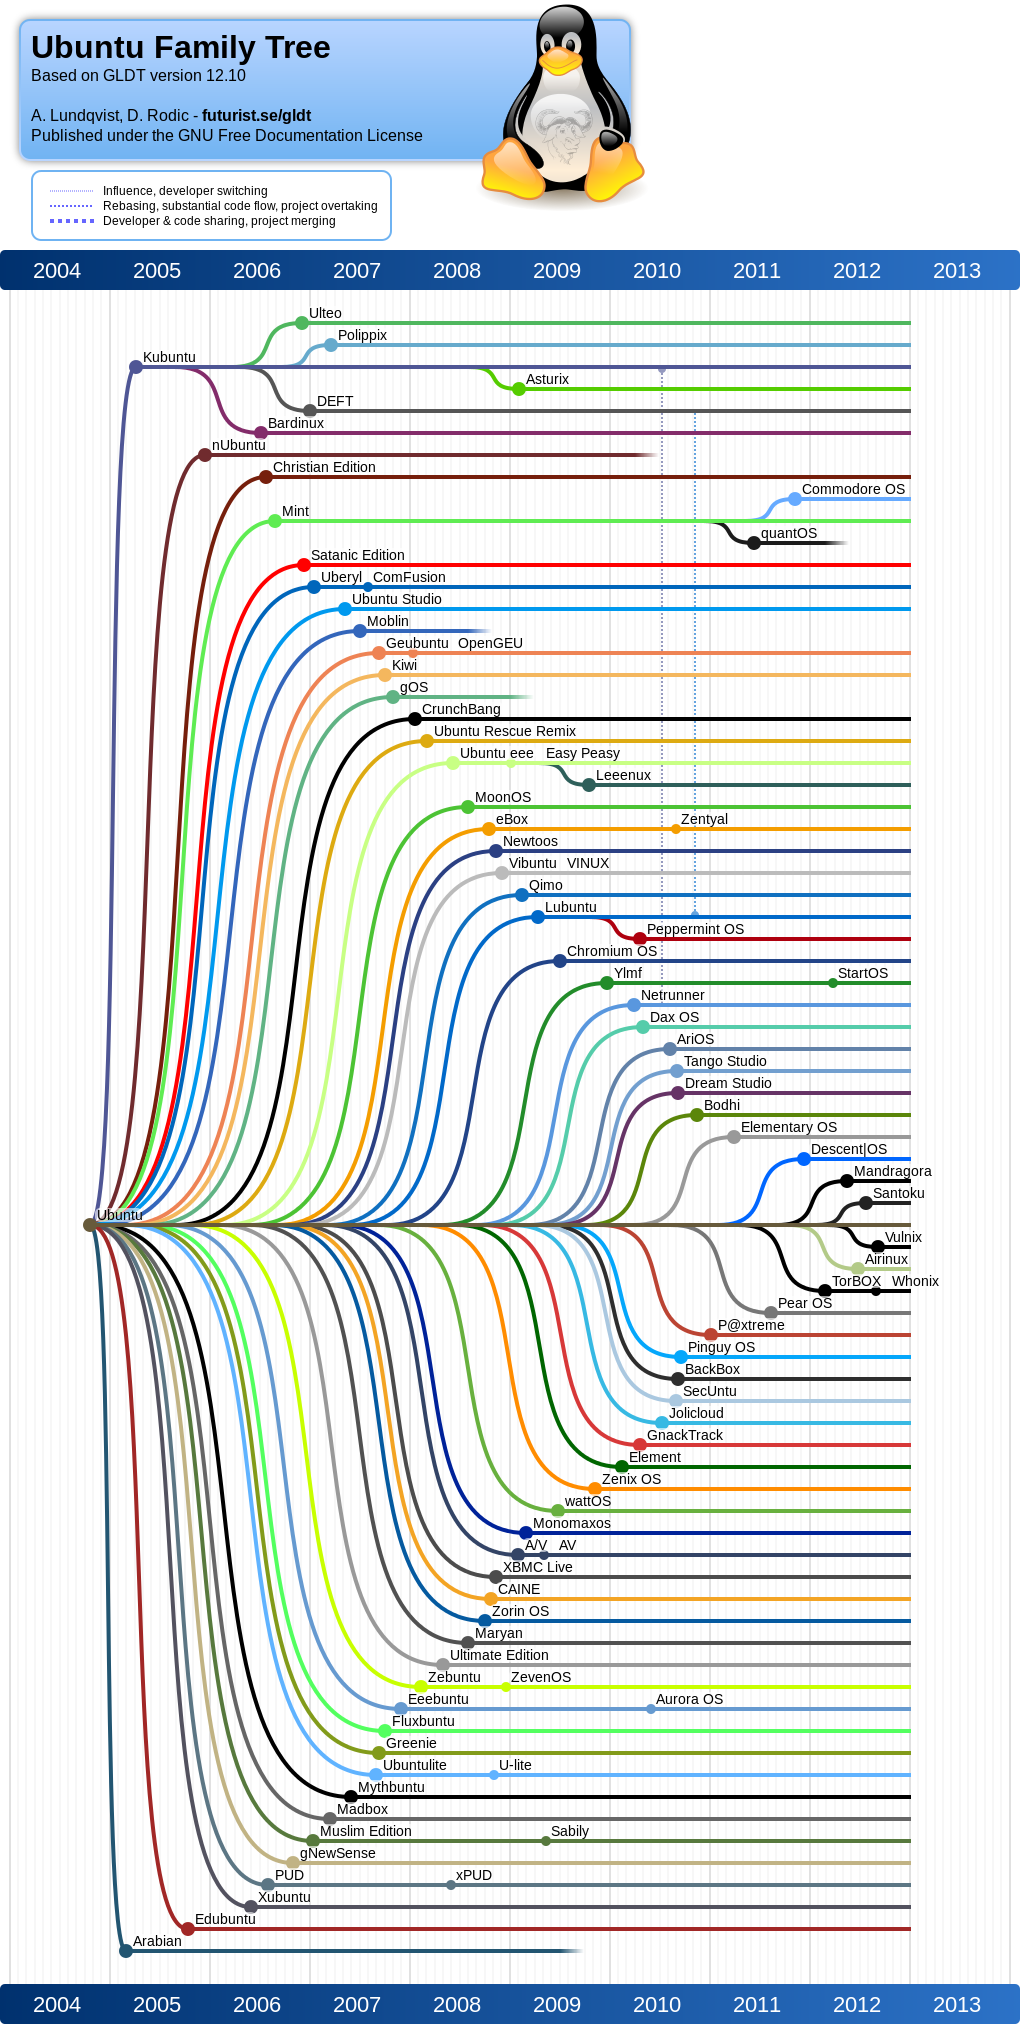 Ubuntu Family Tree
Based on GLDT version 12.10
A. Lundqvist, D. Rodic - futurist.se/gldt
Published under the GNU Free Documentation License
Influence, developer switching
Rebasing, substantial code flow, project overtaking
Developer & code sharing, project merging
2004 2005 2006 2007 2008 2009 2010 2011 2012 2013
Ulteo
Polippix
Kubuntu
Asturix
DEFT
Bardinux
nUbuntu
Christian Edition
Commodore OS
Mint
quantOS
Satanic Edition
Uberyl ComFusion
Ubuntu Studio
Moblin
Geubuntu OpenGEU
Kiwi
gOS
CrunchBang
Ubuntu Rescue Remix
Ubuntu eee Easy Peasy
Leeenux
MoonOS
eBox Zentyal
Newtoos
Vibuntu VINUX
Qimo
Lubuntu
Peppermint OS
Chromium OS
Ylmf StartOS
Netrunner
Dax OS
AriOS
Tango Studio
Dream Studio
Bodhi
Elementary OS
Descent|OS
Mandragora
Santoku
Ubuntu
Vulnix
Airinux
TorBOX Whonix
Pear OS
P@xtreme
Pinguy OS
BackBox
SecUntu
Jolicloud
GnackTrack
Element
Zenix OS
wattOS
Monomaxos
A/V AV
XBMC Live
CAINE
Zorin OS
Maryan
Ultimate Edition
Zebuntu ZevenOS
Eeebuntu Aurora OS
Fluxbuntu
Greenie
Ubuntulite U-lite
Mythbuntu
Madbox
Muslim Edition Sabily
gNewSense
PUD xPUD
Xubuntu
Edubuntu
Arabian
2004 2005 2006 2007 2008 2009 2010 2011 2012 2013